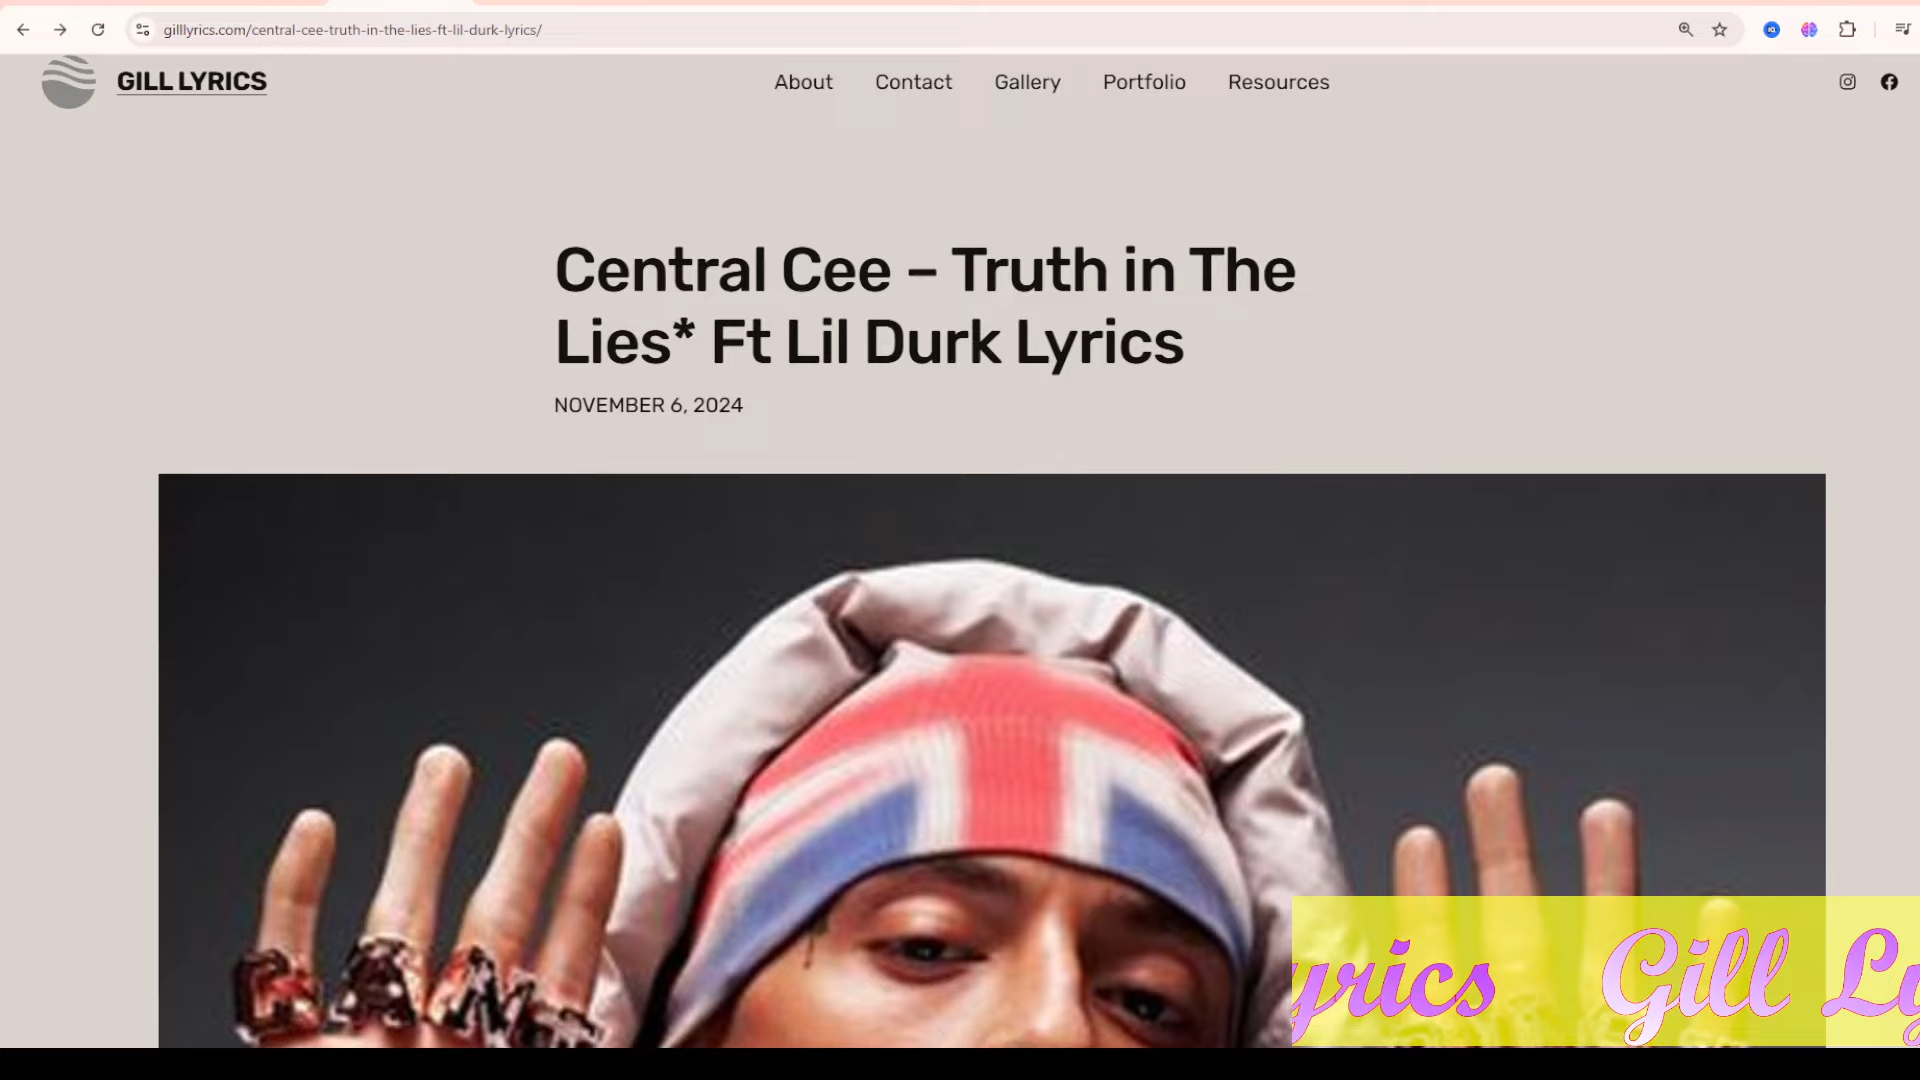 gilllyrics.com/central-cee-truth-in-the-lies-ft-lil-durk-lyrics/
GILL LYRICS
About Contact Gallery Portfolio Resources
Central Cee – Truth in The
Lies* Ft Lil Durk Lyrics
NOVEMBER 6, 2024
yrics Gill Ly